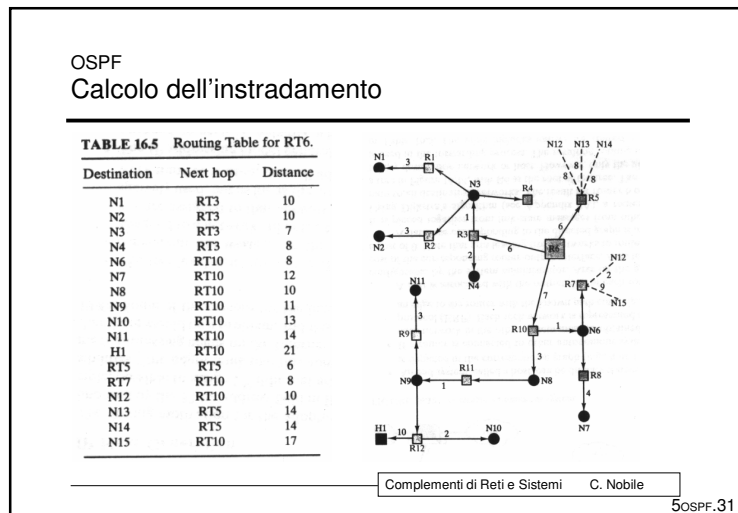 OSPF
Calcolo dell'instradamento
TABLE 16.5 Routing Table for RT6.
Destination Next hop Distance
N1 RT3 10
N2 RT3 10
N3 RT3 7
N4 RT3 8
N6 RT10 8
N7 RT10 12
N8 RT10 10
N9 RT10 11
N10 RT10 13
N11 RT10 14
H1 RT10 21
RT5 RT5 6
RT7 RT10 8
N12 RT10 10
N13 RT5 14
N14 RT5 14
N15 RT10 17
N12 N13 N14
8 8 8
R5
N1 3 R1
N3
R4
N2 3 R2
1
R3
2
N4
6
R6
6
7
N12
R7 2
9
N15
N11
3
R9
R10 1 N6
3
R11
N9 1 N8
R8
4
N7
H1 10 R12 2 N10
Complementi di Reti e Sistemi C. Nobile
5OSPF.31